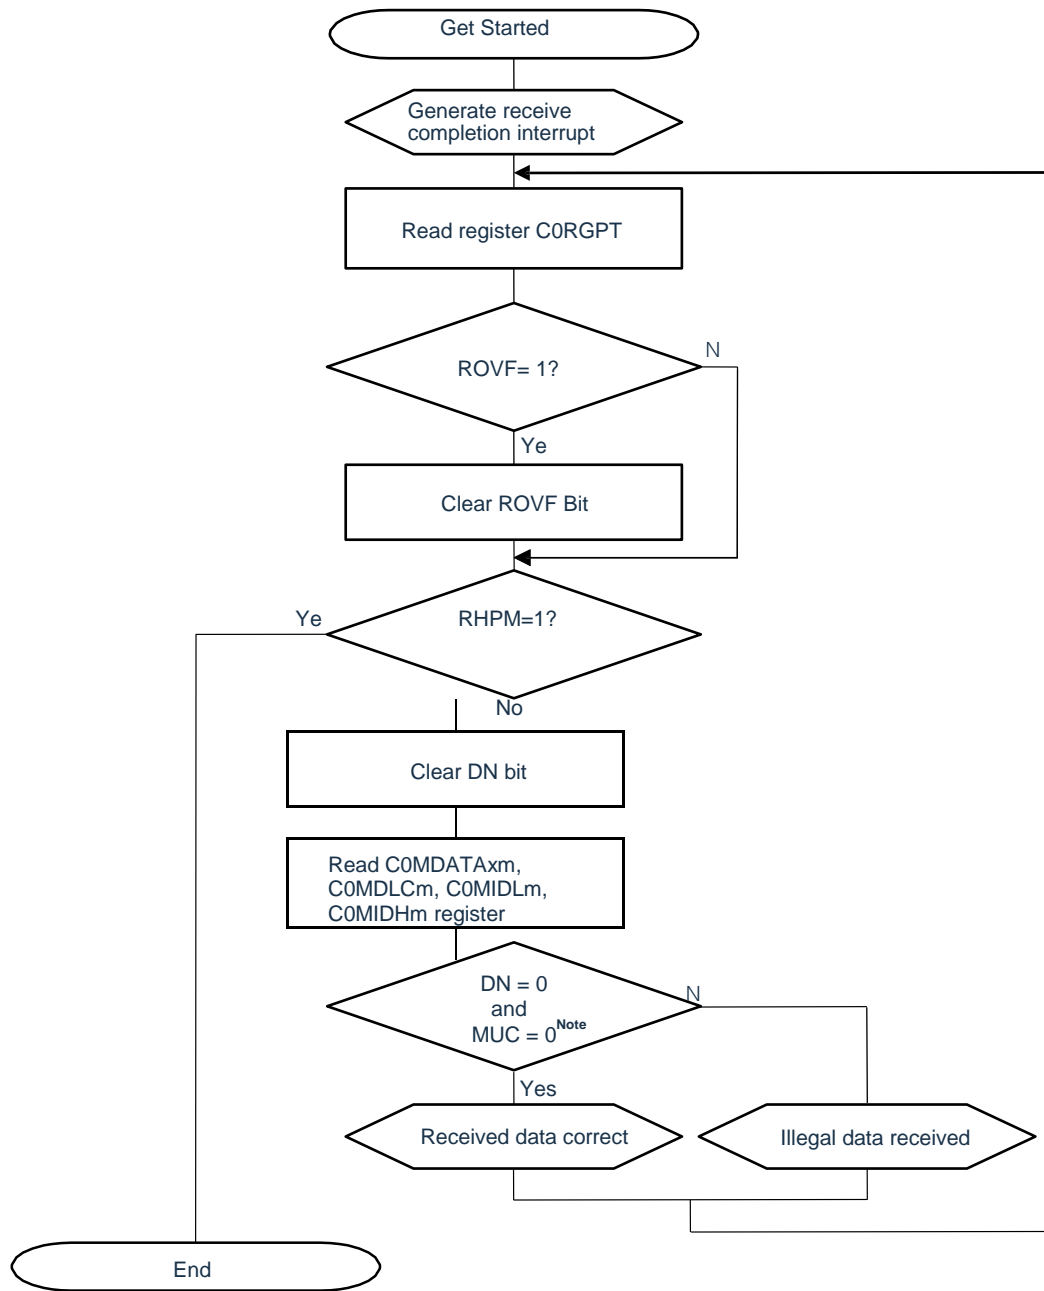 Get Started
Generate receive
completion interrupt
Read register C0RGPT
ROVF= 1?
N
Ye
Clear ROVF Bit
Ye
RHPM=1?
No
Clear DN bit
Read C0MDATAxm,
C0MDLCm, C0MIDLm,
C0MIDHm register
DN = 0
and
MUC = 0Note
N
Yes
Received data correct
Illegal data received
End